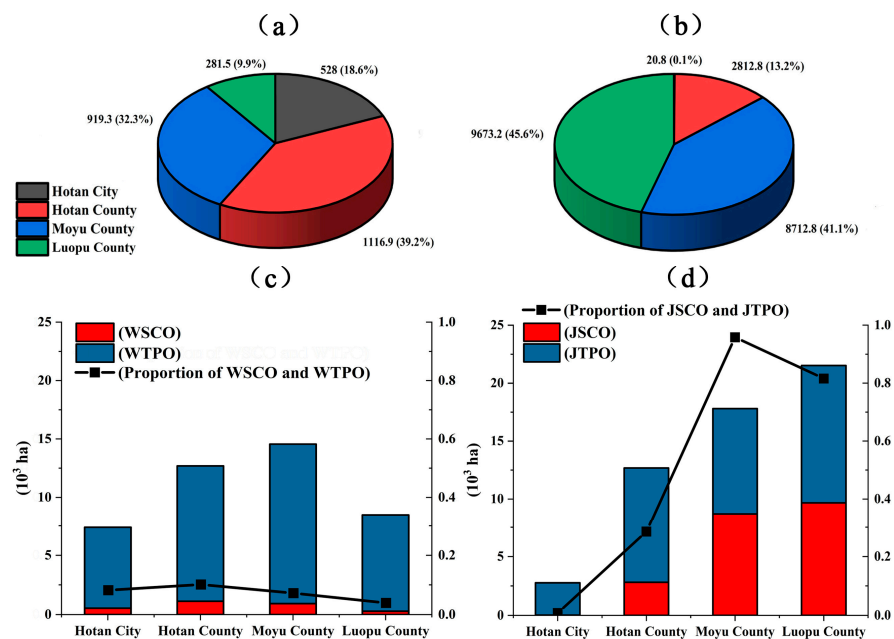 (a)
(b)
281.5 (9.9%)
528 (18.6%)
919.3 (32.3%)
1116.9 (39.2%)
Hotan City
Hotan County
Moyu County
Luopu County
20.8 (0.1%)
2812.8 (13.2%)
9673.2 (45.6%)
8712.8 (41.1%)
(c)
(d)
(WSCO)
(WTPO)
(Proportion of WSCO and WTPO)
25
20
15
10
5
0
(10³ ha)
1.0
0.8
0.6
0.4
0.2
0.0
Hotan City
Hotan County
Moyu County
Luopu County
(Proportion of JSCO and JTPO)
(JSCO)
(JTPO)
25
20
15
10
5
0
(10³ ha)
1.0
0.8
0.6
0.4
0.2
0.0
Hotan City
Hotan County
Moyu County
Luopu County